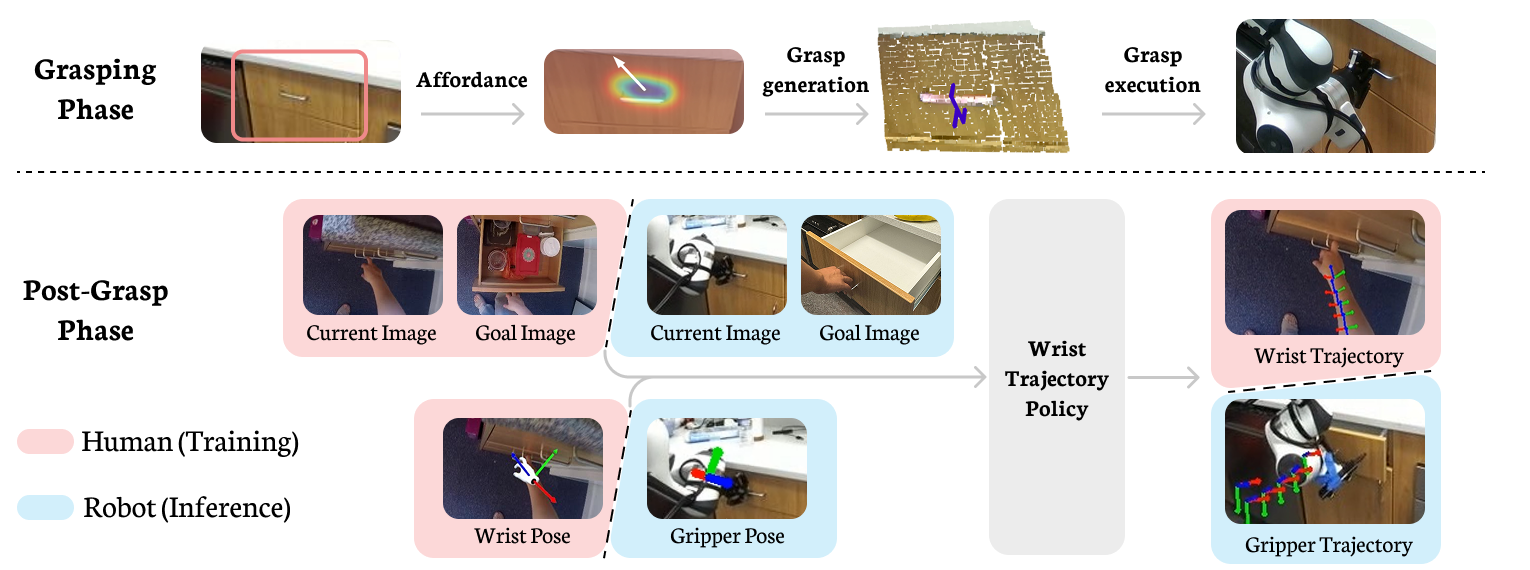 Grasping
Phase
Affordance
Grasp
generation
Grasp
execution
Post-Grasp
Phase
Current Image
Goal Image
Current Image
Goal Image
Wrist
Trajectory
Policy
Wrist Trajectory
Human (Training)
Robot (Inference)
Wrist Pose
Gripper Pose
Gripper Trajectory